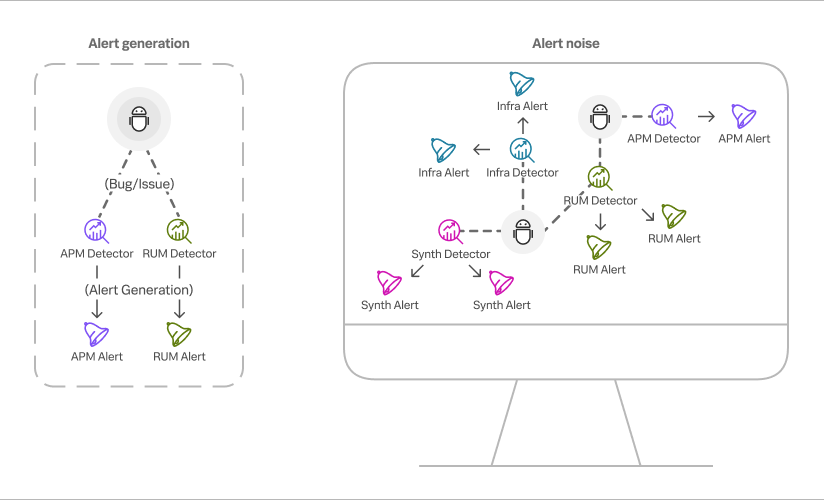 Alert generation
(Bug/Issue)
APM Detector
RUM Detector
(Alert Generation)
APM Alert
RUM Alert
Alert noise
Infra Alert
APM Detector
APM Alert
Infra Alert
Infra Detector
RUM Detector
RUM Alert
Synth Detector
RUM Alert
Synth Alert
Synth Alert